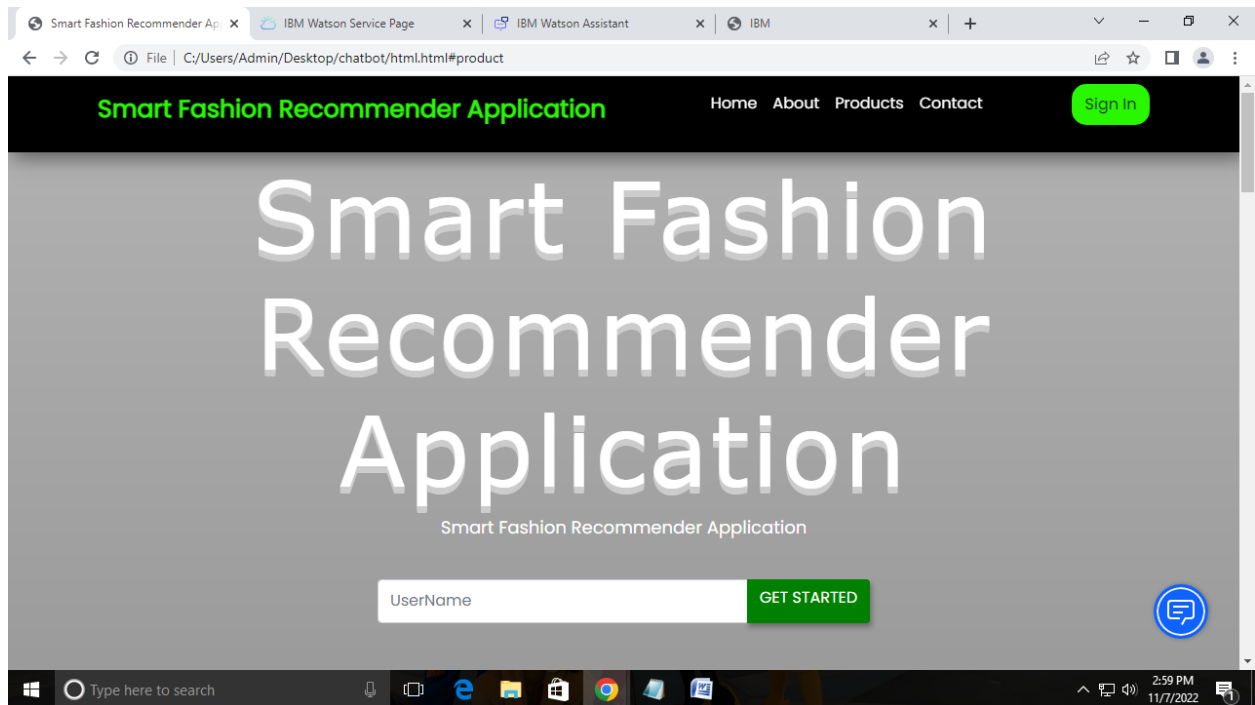 Smart Fashion Recommender Ap
IBM Watson Service Page
IBM Watson Assistant
IBM
File | C:/Users/Admin/Desktop/chatbot/html.html#product
Smart Fashion Recommender Application
Home About Products Contact
Sign In
Smart Fashion
Recommender
Application
Smart Fashion Recommender Application
UserName
GET STARTED
Type here to search
2:59 PM
11/7/2022
1